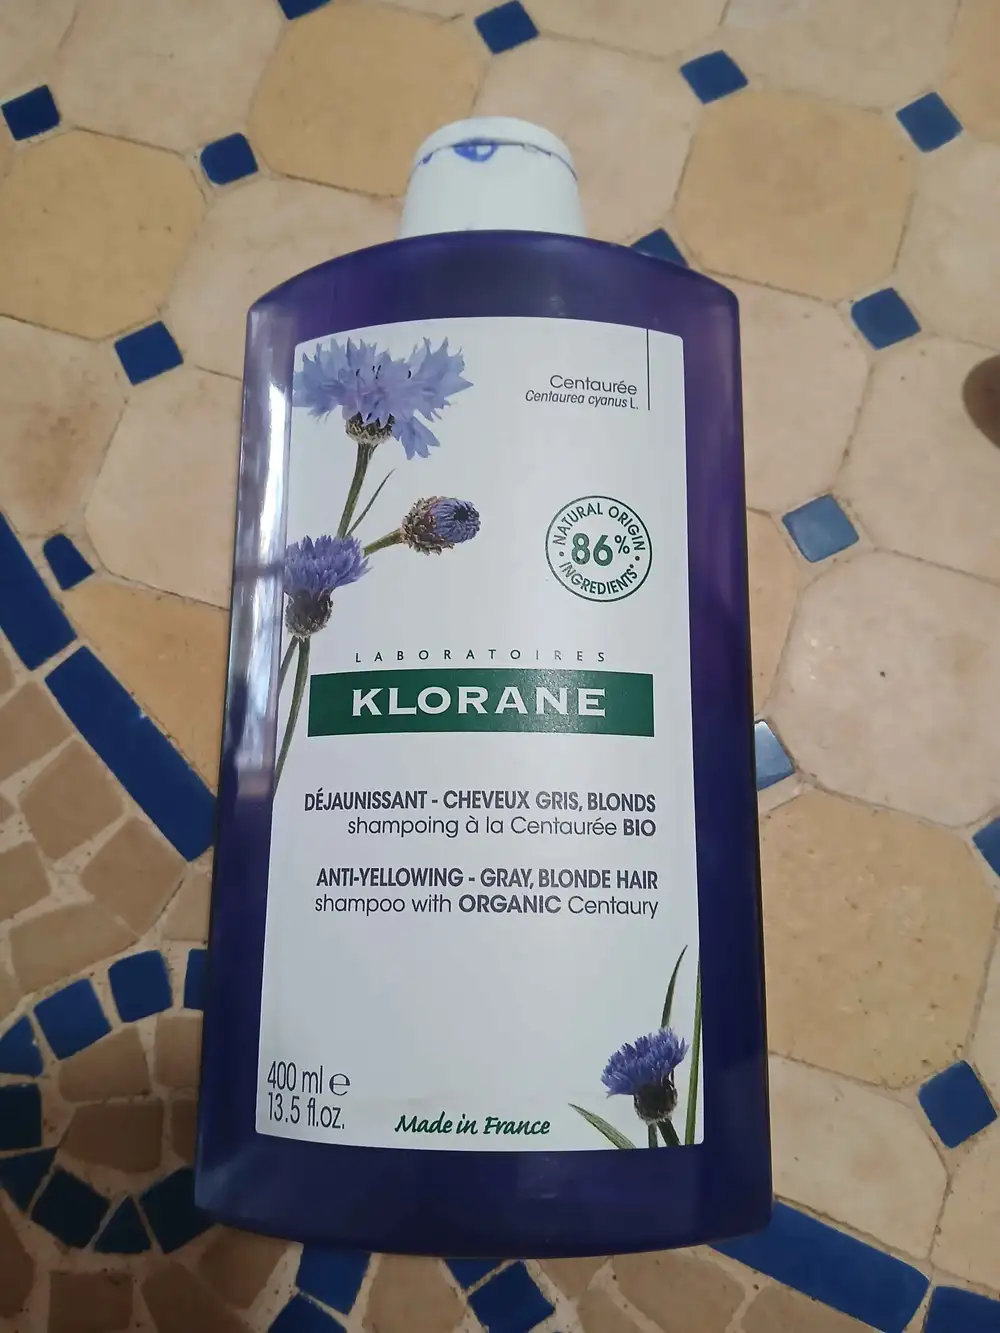 Centaurée
Centaurea cyanus L.
NATURAL ORIGIN
86%
INGREDIENTS*
LABORATOIRES
KLORANE
DÉJAUNISSANT - CHEVEUX GRIS, BLONDS
shampoing à la Centaurée BIO
ANTI-YELLOWING - GRAY, BLONDE HAIR
shampoo with ORGANIC Centaury
400 ml e
13.5 fl.oz.
Made in France